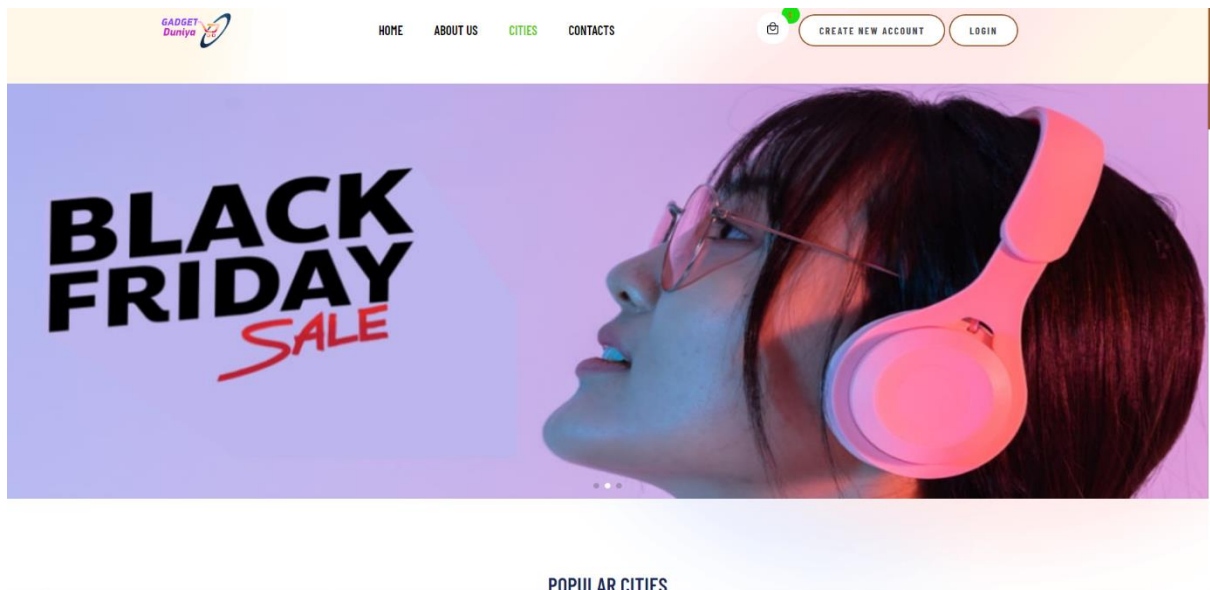 GADGET
Duniya
HOME ABOUT US CITIES CONTACTS
CREATE NEW ACCOUNT LOGIN
BLACK
FRIDAY
SALE
POPULAR CITIES